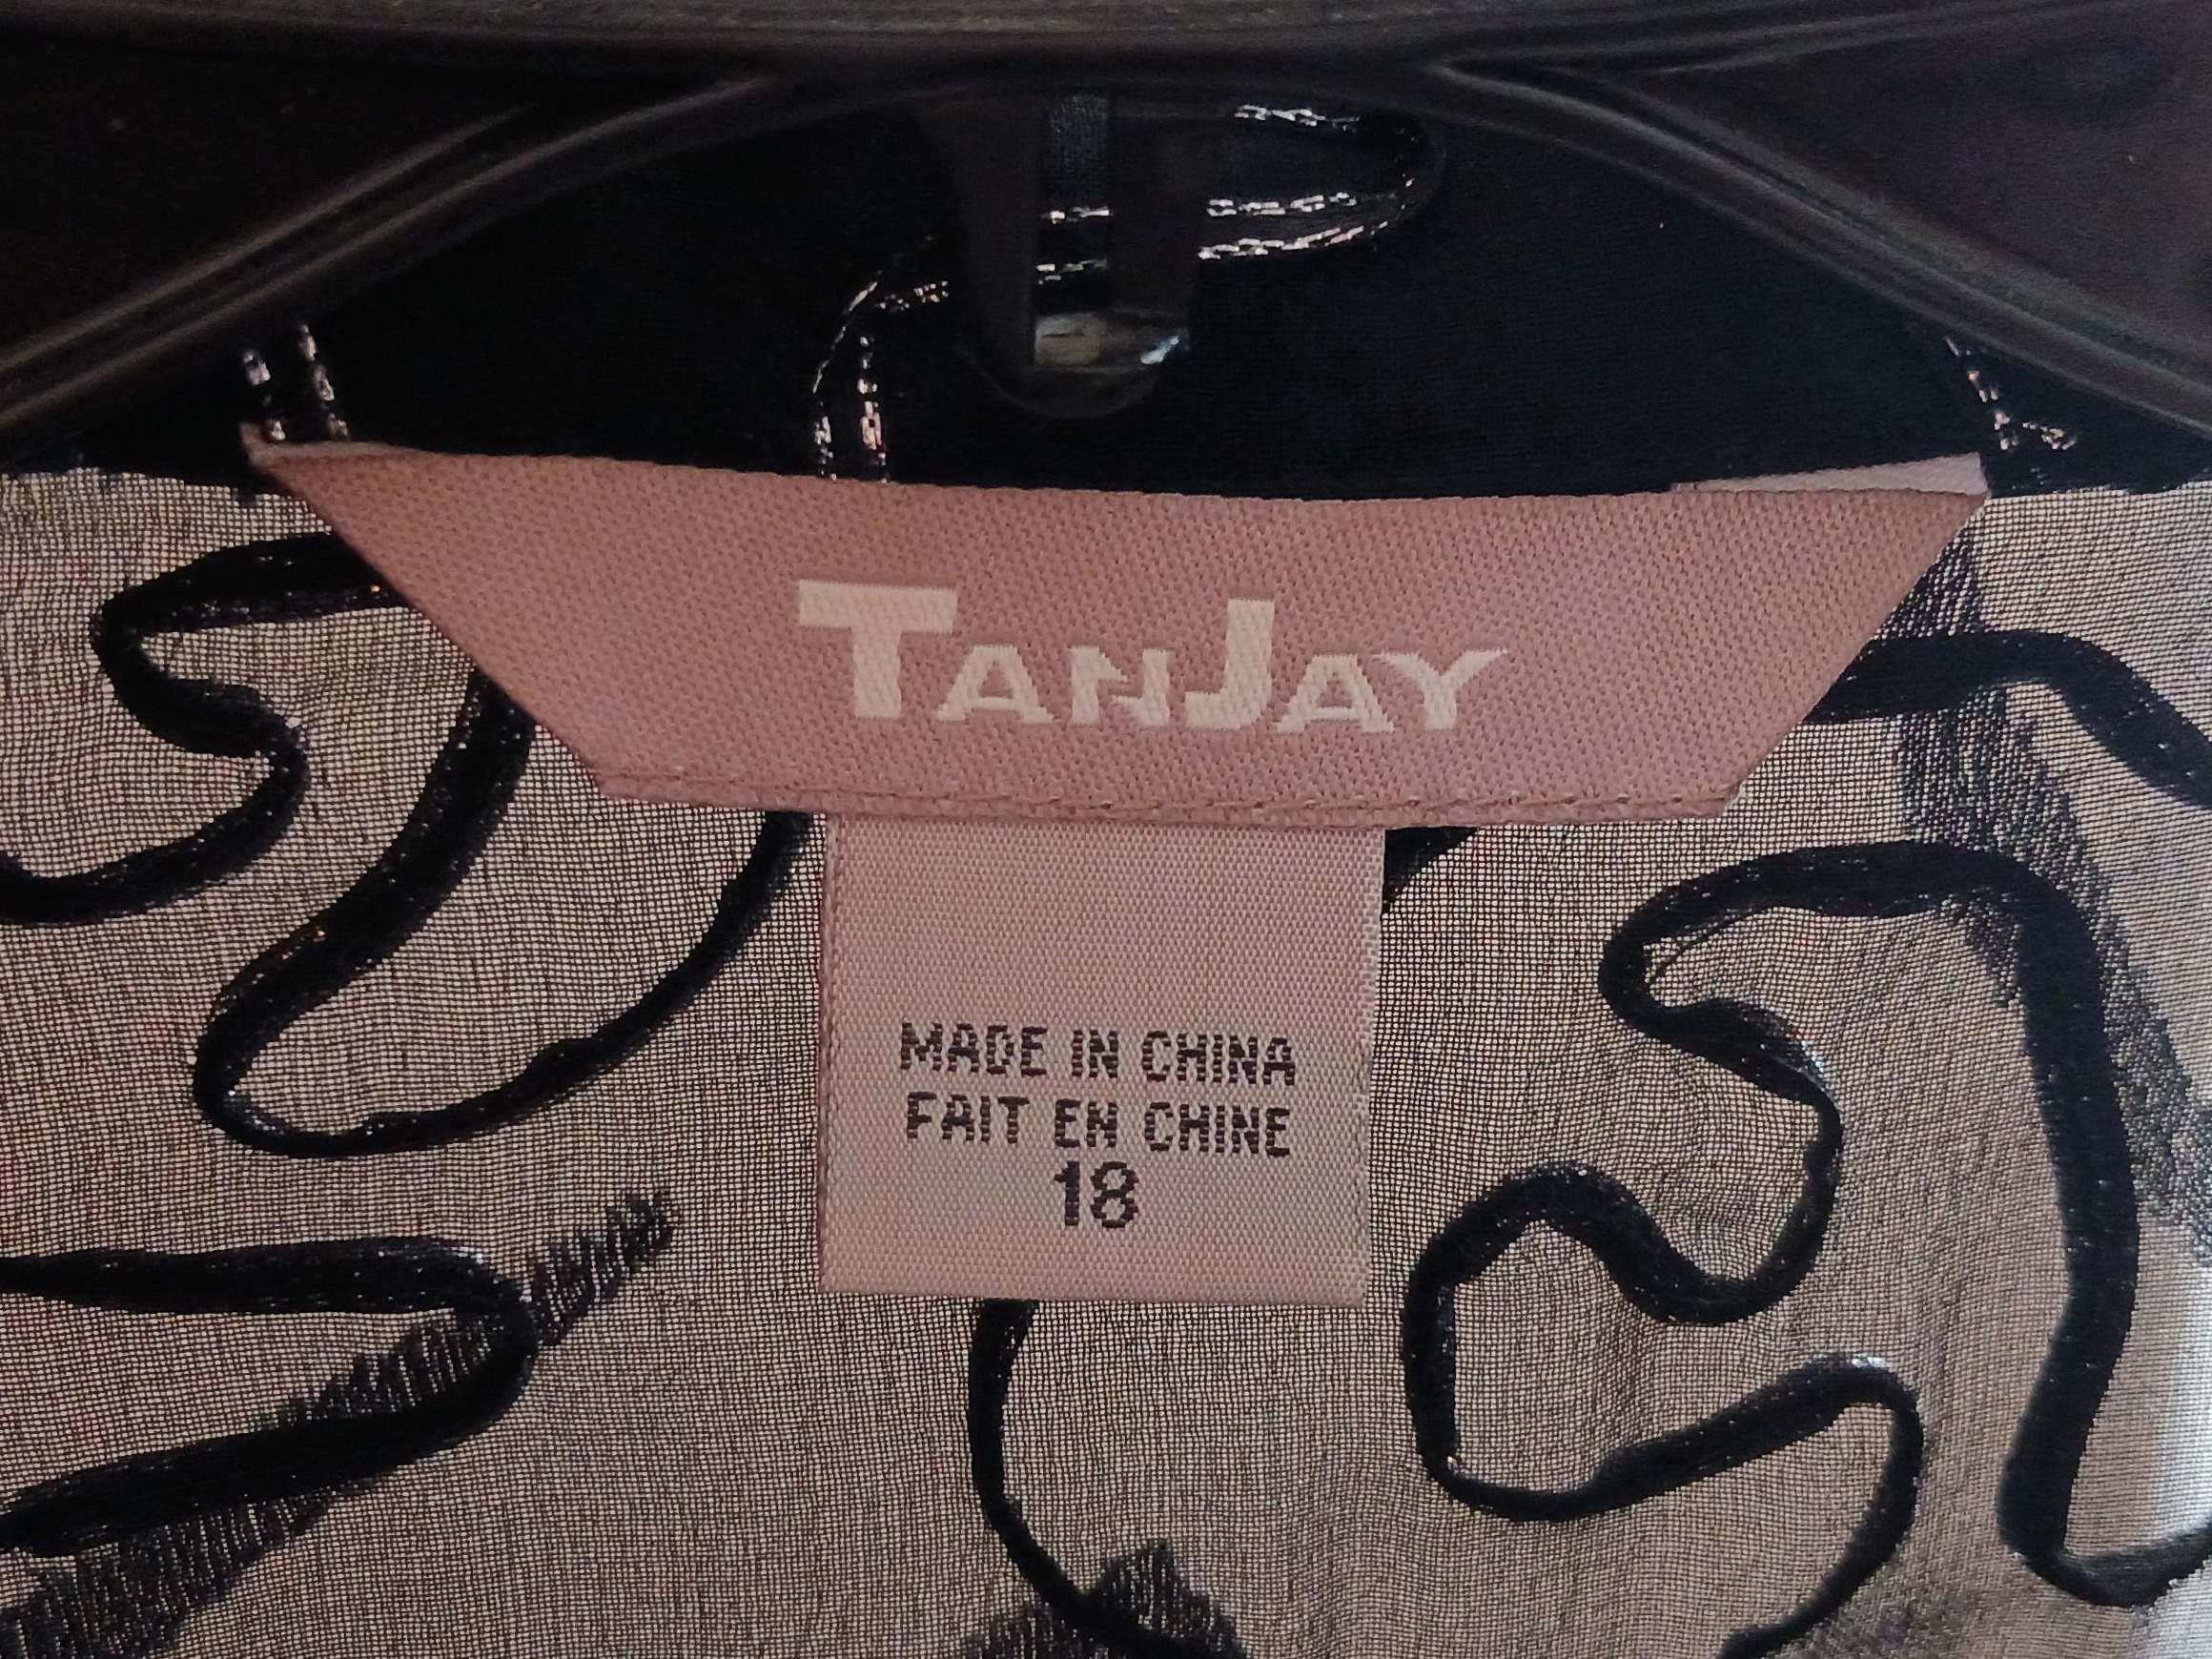 TANJAY
MADE IN CHINA
FAIT EN CHINE
18